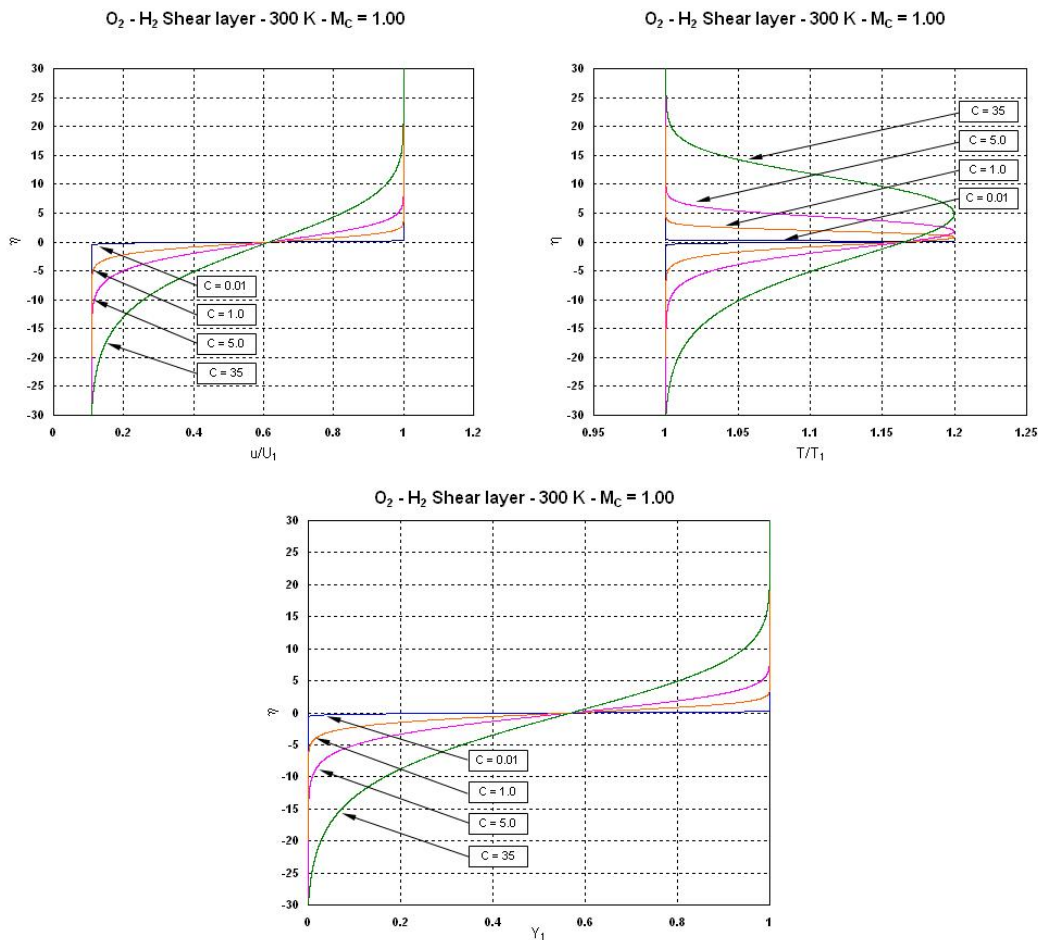 O₂ - H₂ Shear layer - 300 K - M_C = 1.00
30
25
20
15
10
5
0
-5
-10
-15
-20
-25
-30
η
C = 0.01
C = 1.0
C = 5.0
C = 35
0 0.2 0.4 0.6 0.8 1 1.2
u/U₁
O₂ - H₂ Shear layer - 300 K - M_C = 1.00
30
25
20
15
10
5
0
-5
-10
-15
-20
-25
-30
η
C = 35
C = 5.0
C = 1.0
C = 0.01
0.95 1 1.05 1.1 1.15 1.2 1.25
T/T₁
O₂ - H₂ Shear layer - 300 K - M_C = 1.00
30
25
20
15
10
5
0
-5
-10
-15
-20
-25
-30
η
C = 0.01
C = 1.0
C = 5.0
C = 35
0 0.2 0.4 0.6 0.8 1
Y₁